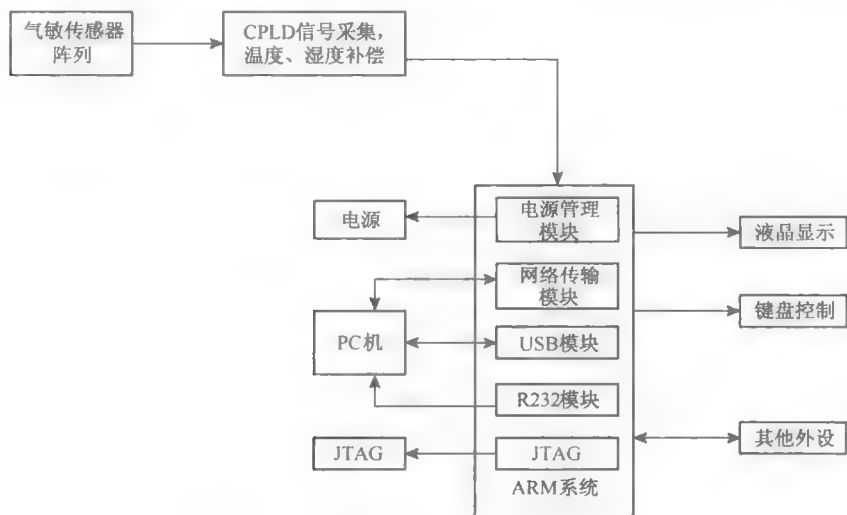 气敏传感器
阵列
CPLD信号采集，
温度、湿度补偿
电源
电源管理
模块
液晶显示
网络传输
模块
键盘控制
PC机
USB模块
R232模块
其他外设
JTAG
JTAG
ARM系统